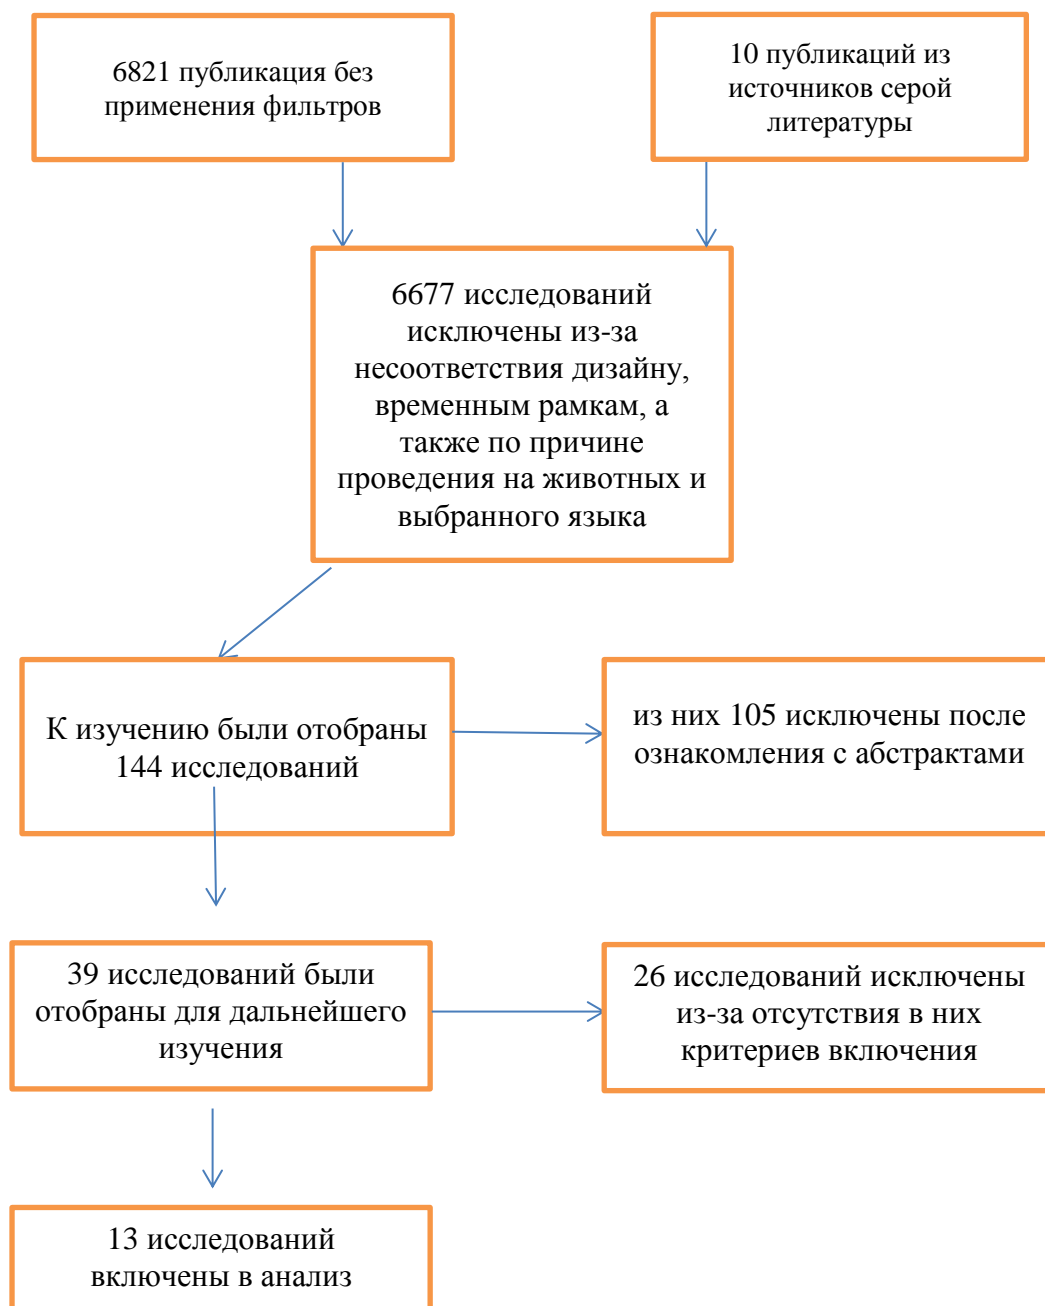 6821 публикация без
применения фильтров
10 публикаций из
источников серой
литературы
6677 исследований
исключены из-за
несоответствия дизайну,
временным рамкам, а
также по причине
проведения на животных и
выбранного языка
К изучению были отобраны
144 исследований
из них 105 исключены после
ознакомления с абстрактами
39 исследований были
отобраны для дальнейшего
изучения
26 исследований исключены
из-за отсутствия в них
критериев включения
13 исследований
включены в анализ